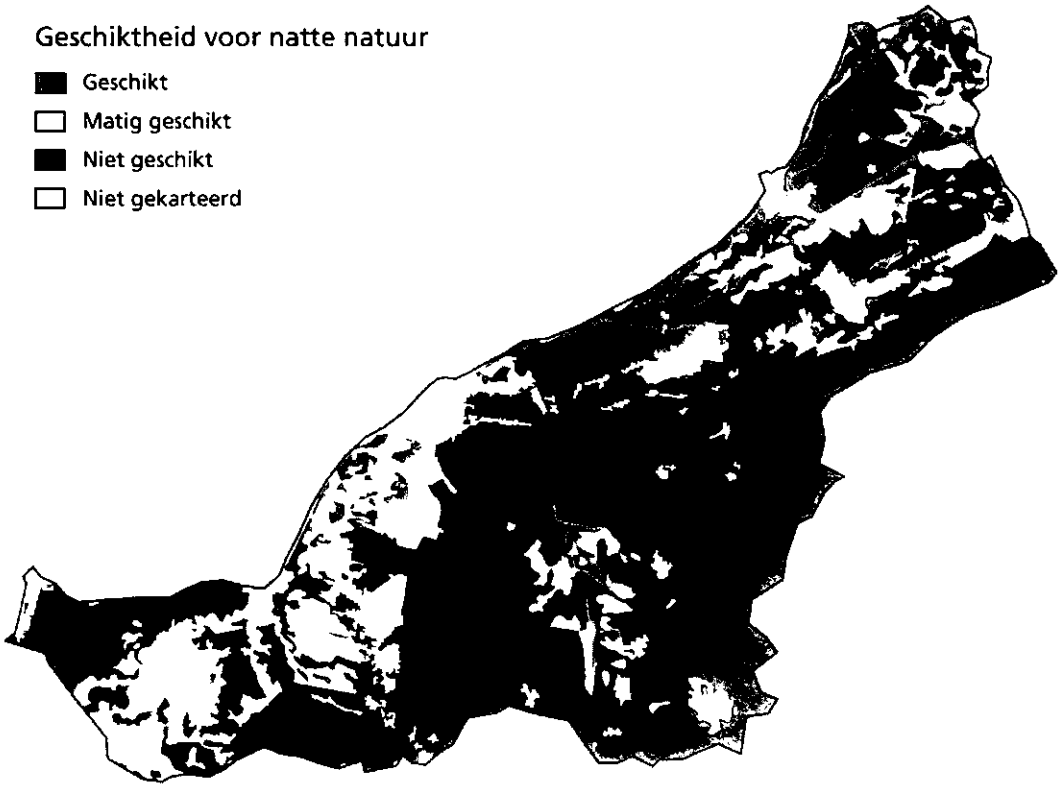 Geschiktheid voor natte natuur
Geschikt
Matig geschikt
Niet geschikt
Niet gekarteerd